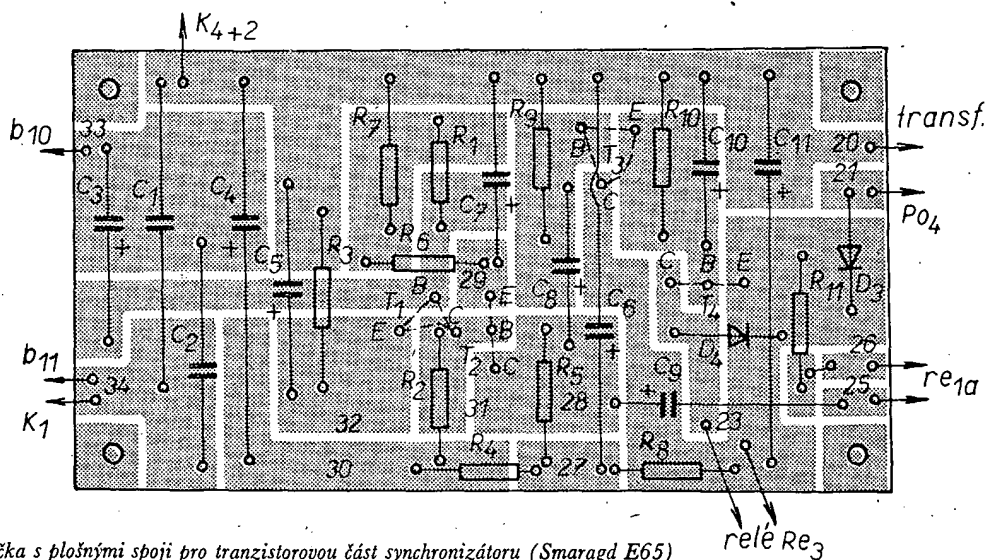 K4+2
b10
33
C3
C1
C4
C5
R3
R7
R1
R6
C7
R9
B
E
T
3
C
R10
C10
C11
transf.
20
21
Po4
D3
C2
E
T1
B
C
29
E
B
T2
C
C8
C6
C
B
E
T4
R11
D4
26
b11
34
K1
R2
31
R5
28
C9
23
25
re1a
32
30
R4
27
R8
relé Re3
čka s plošnými spoji pro tranzistorovou část synchronizátoru (Smaragd E65)